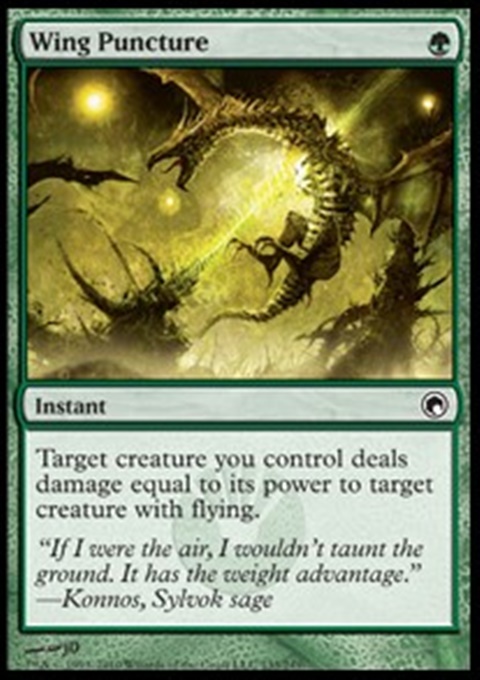 Wing Puncture
Instant
Target creature you control deals
damage equal to its power to target
creature with flying.
“If I were the air, I wouldn’t taunt the
ground. It has the weight advantage.”
—Konnos, Sylvok sage